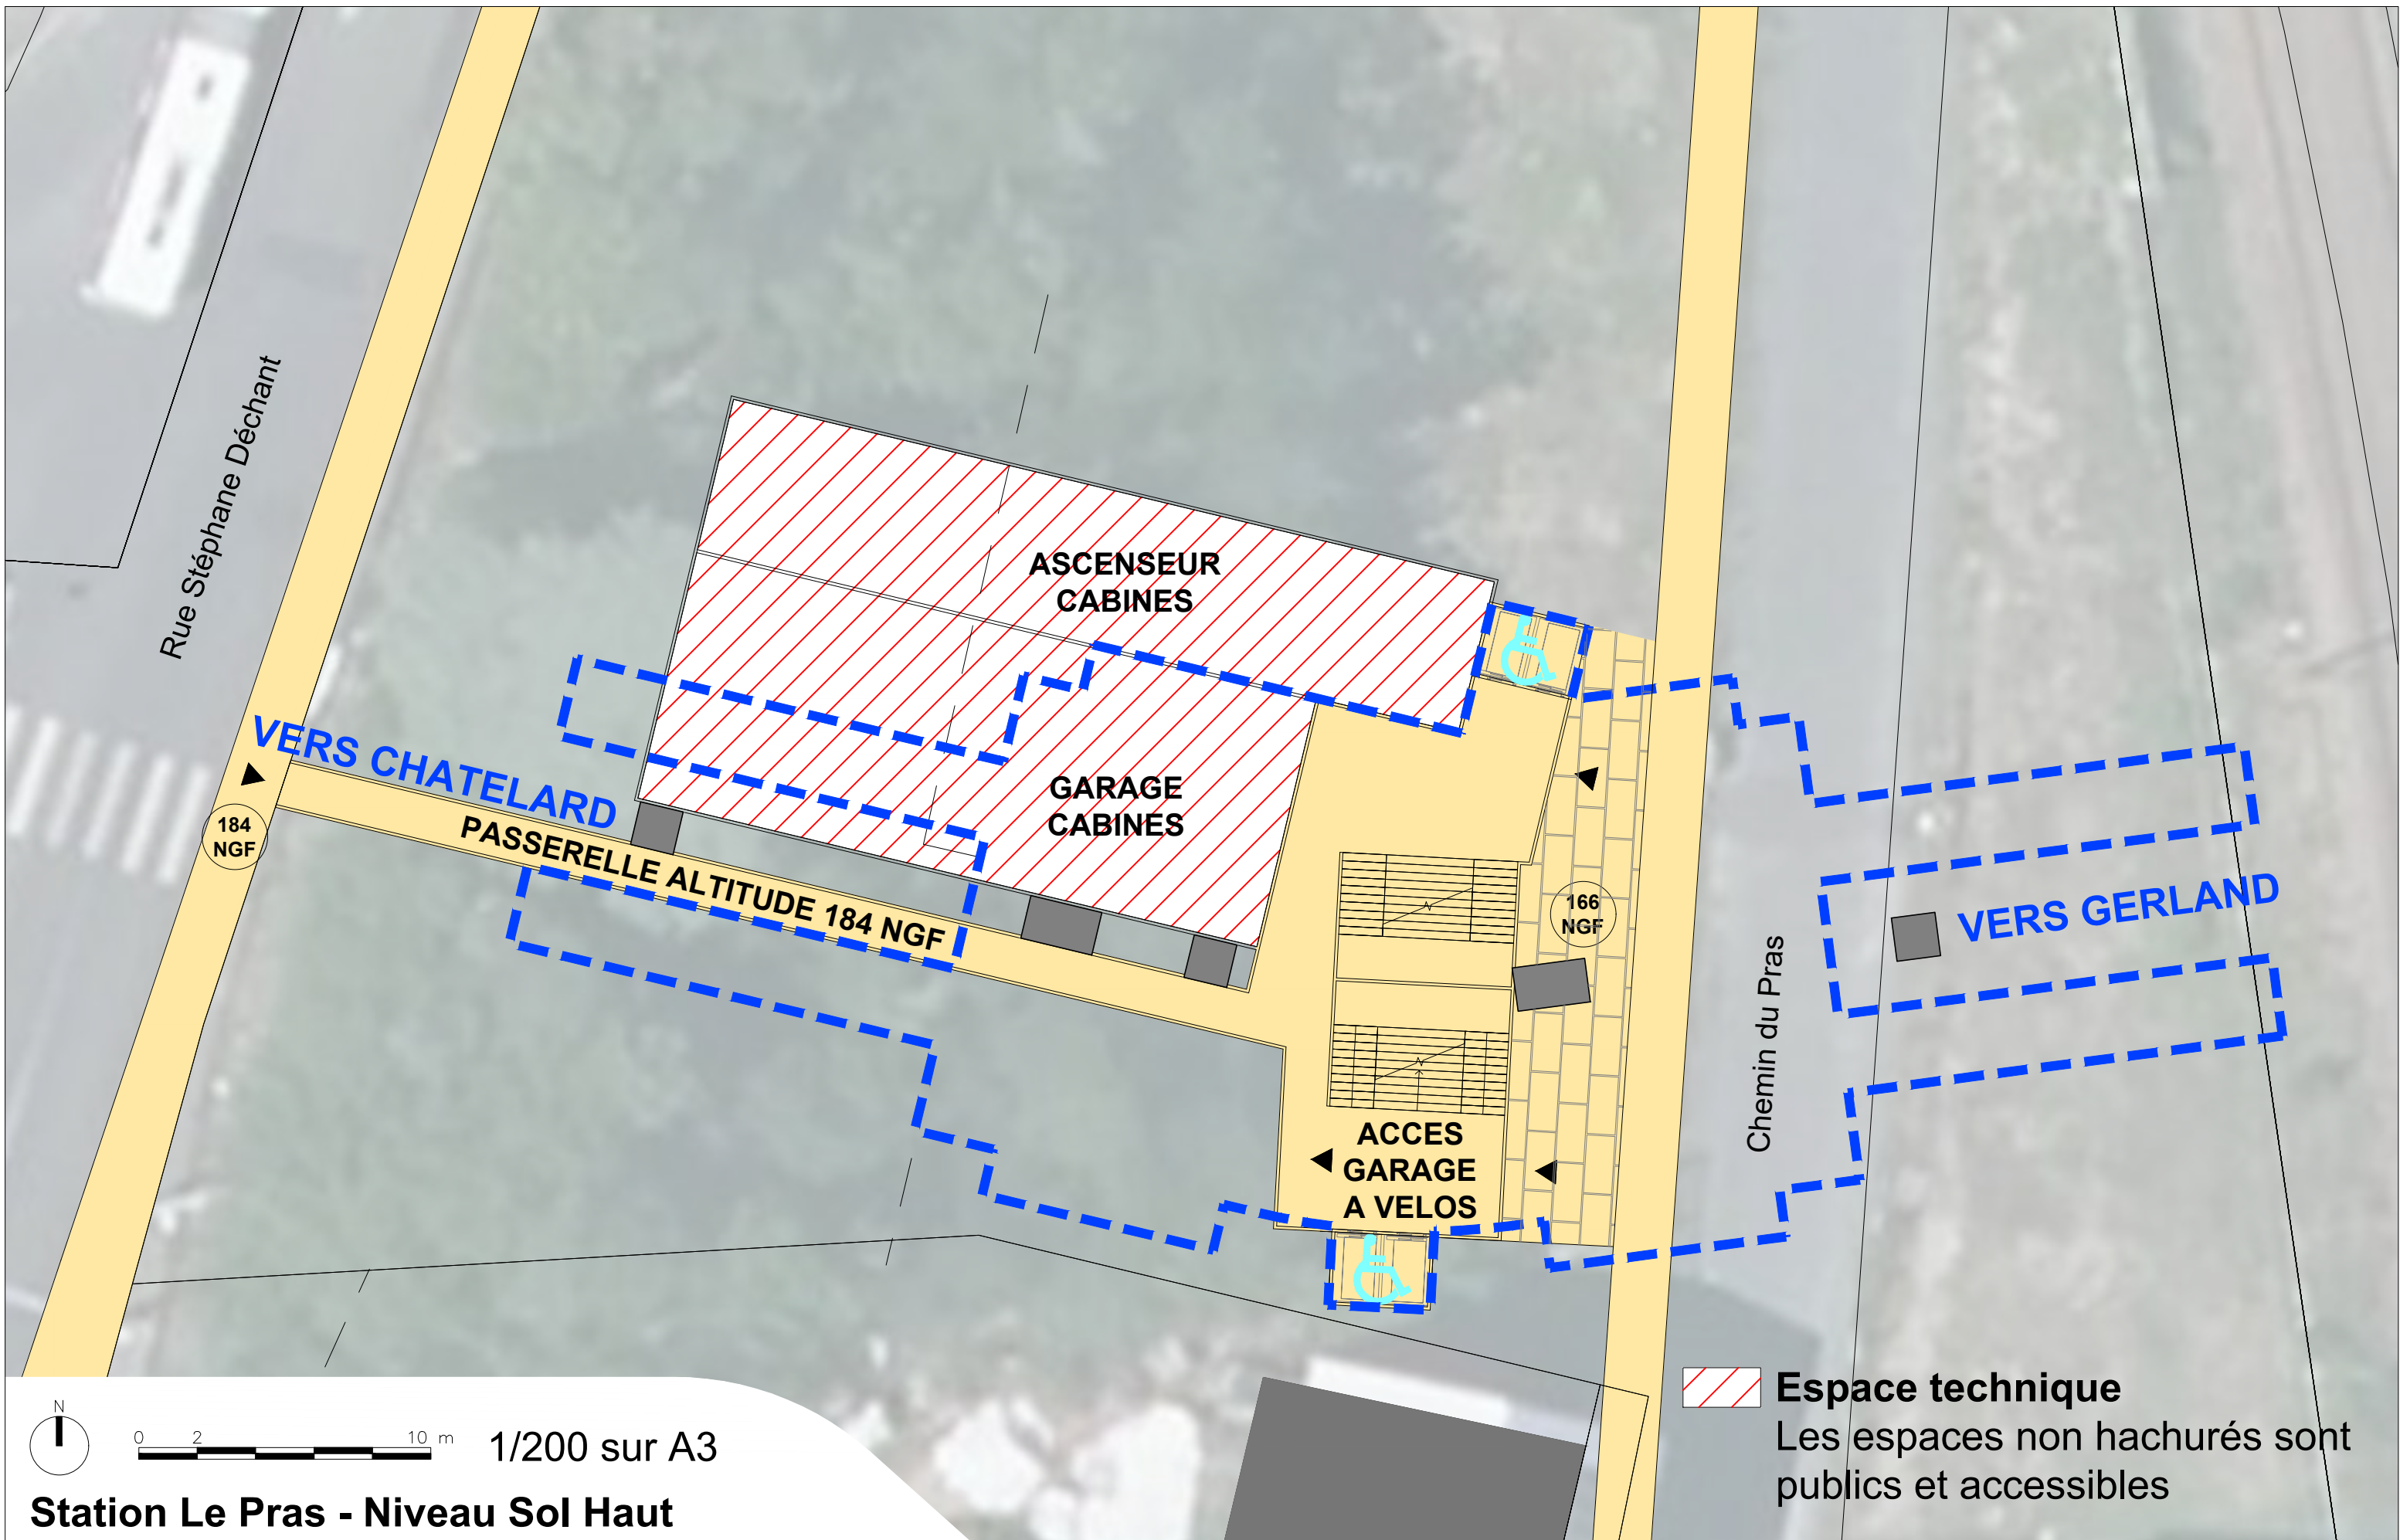 Rue Stéphane Déchant
ASCENSEUR
CABINES
VERS CHATELARD
GARAGE
CABINES
184
NGF
PASSERELLE ALTITUDE 184 NGF
166
NGF
VERS GERLAND
Chemin du Pras
ACCES
GARAGE
A VELOS
Espace technique
Les espaces non hachurés sont
publics et accessibles
N
0 2 10 m
1/200 sur A3
Station Le Pras - Niveau Sol Haut